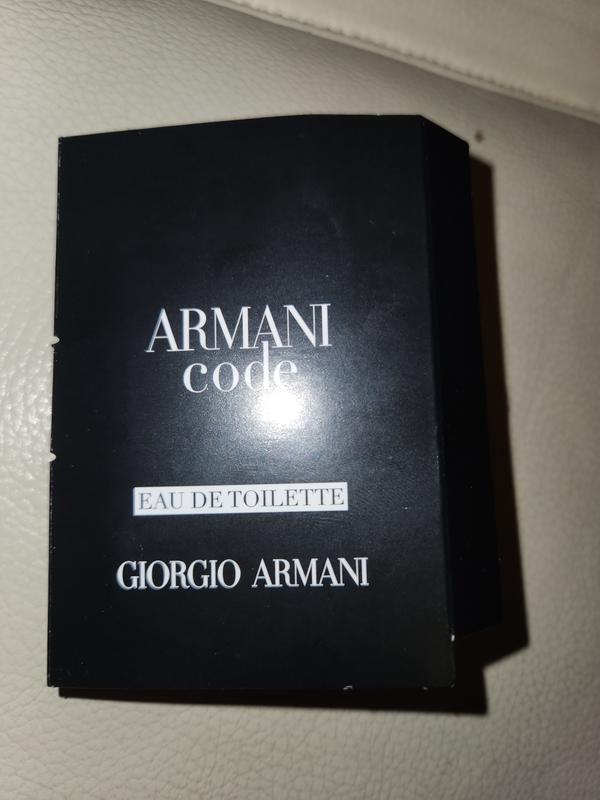 ARMANI
code
EAU DE TOILETTE
GIORGIO ARMANI